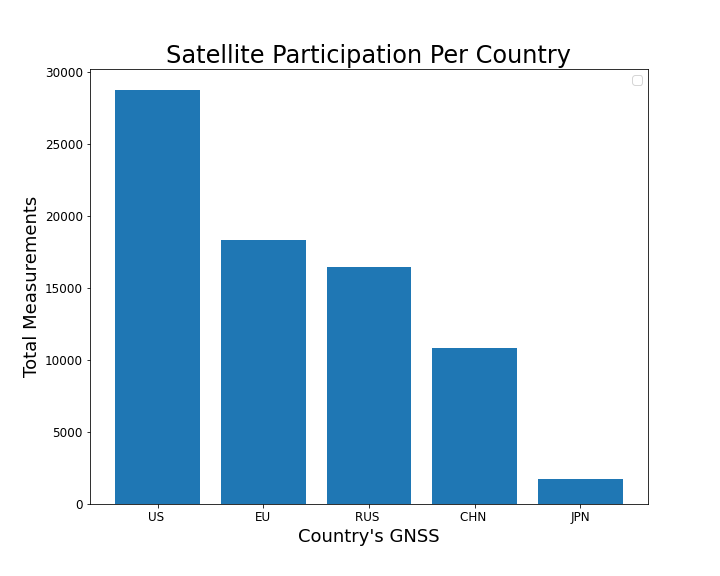 Satellite Participation Per Country
30000
25000
20000
15000
10000
5000
0
Total Measurements
US EU RUS CHN JPN
Country's GNSS